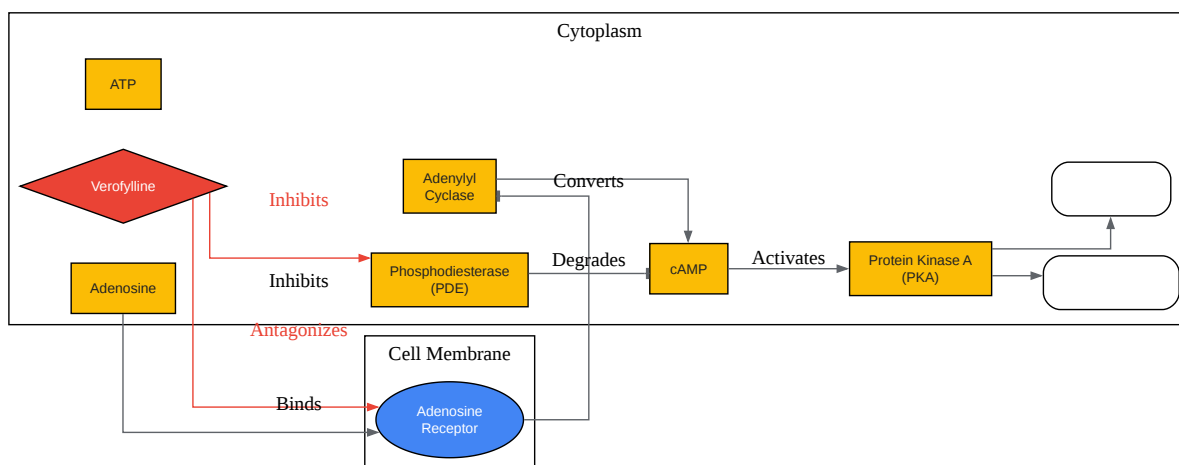 Cytoplasm
ATP
Verofylline
Inhibits
Adenylyl
Cyclase
Converts
Adenosine
Inhibits
Phosphodiesterase
(PDE)
Degrades
cAMP
Activates
Protein Kinase A
(PKA)
Antagonizes
Cell Membrane
Binds
Adenosine
Receptor